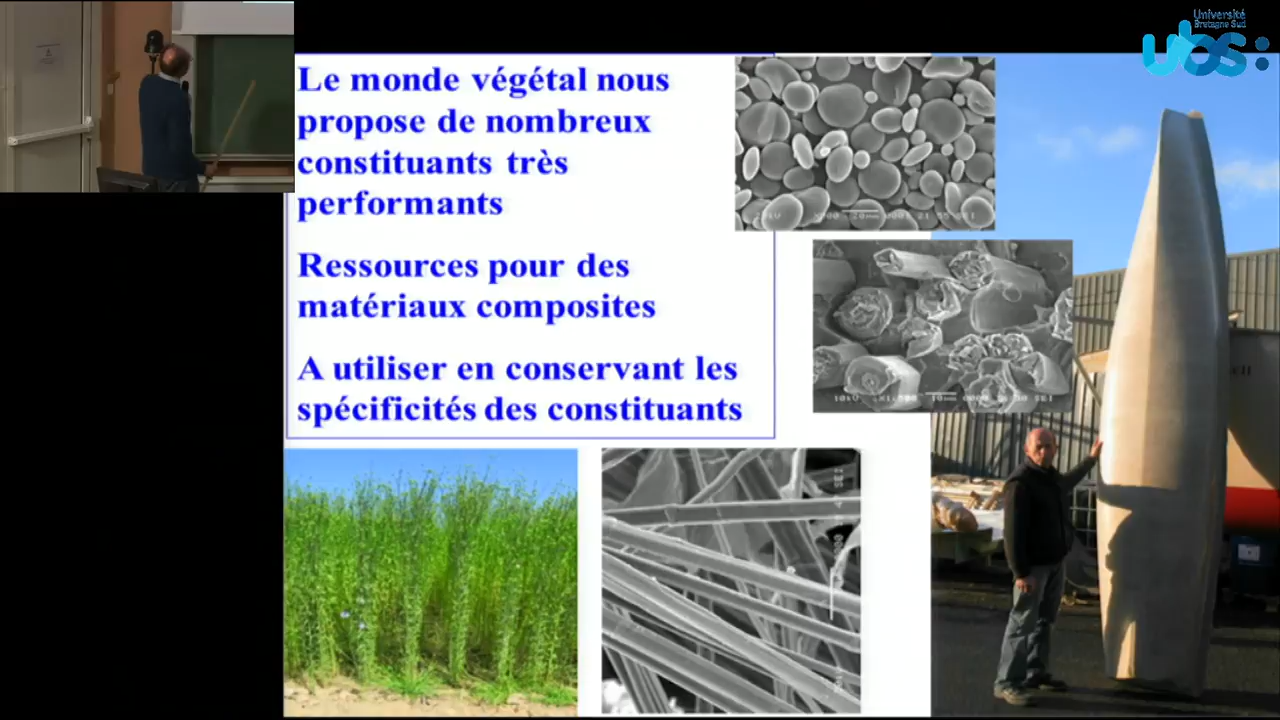 Université
Bretagne Sud
ubs:
Le monde végétal nous
propose de nombreux
constituants très
performants
Ressources pour des
matériaux composites
A utiliser en conservant les
spécificités des constituants